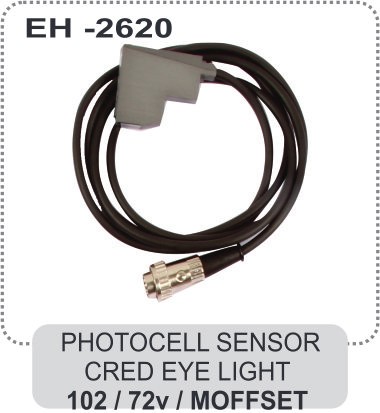 EH -2620
PHOTOCELL SENSOR
CRED EYE LIGHT
102 / 72v / MOFFSET